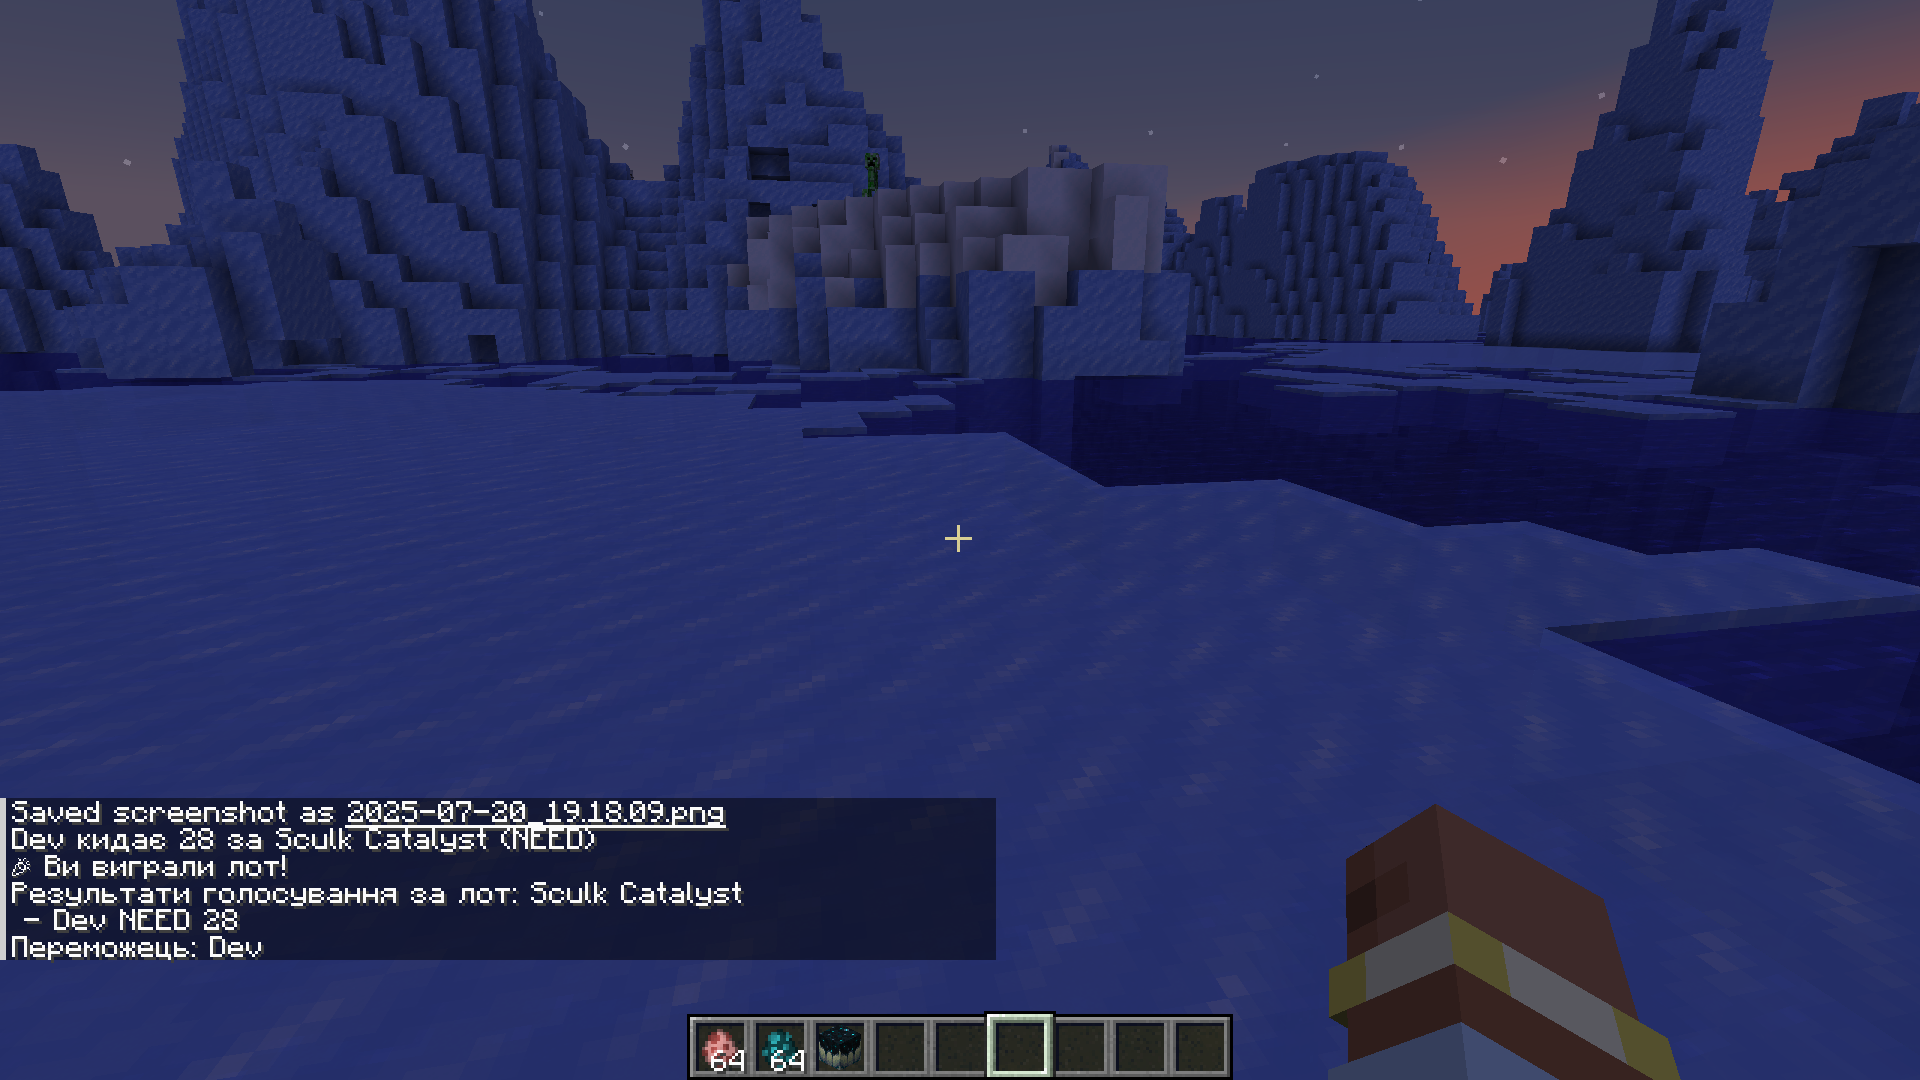 Saved screenshot as 2025-07-20_19.18.09.png
Dev кидає 28 за Sculk Catalyst (NEED)
🎉 Ви виграли лот!
Результати голосування за лот: Sculk Catalyst
- Dev NEED 28
Переможець: Dev
64 64